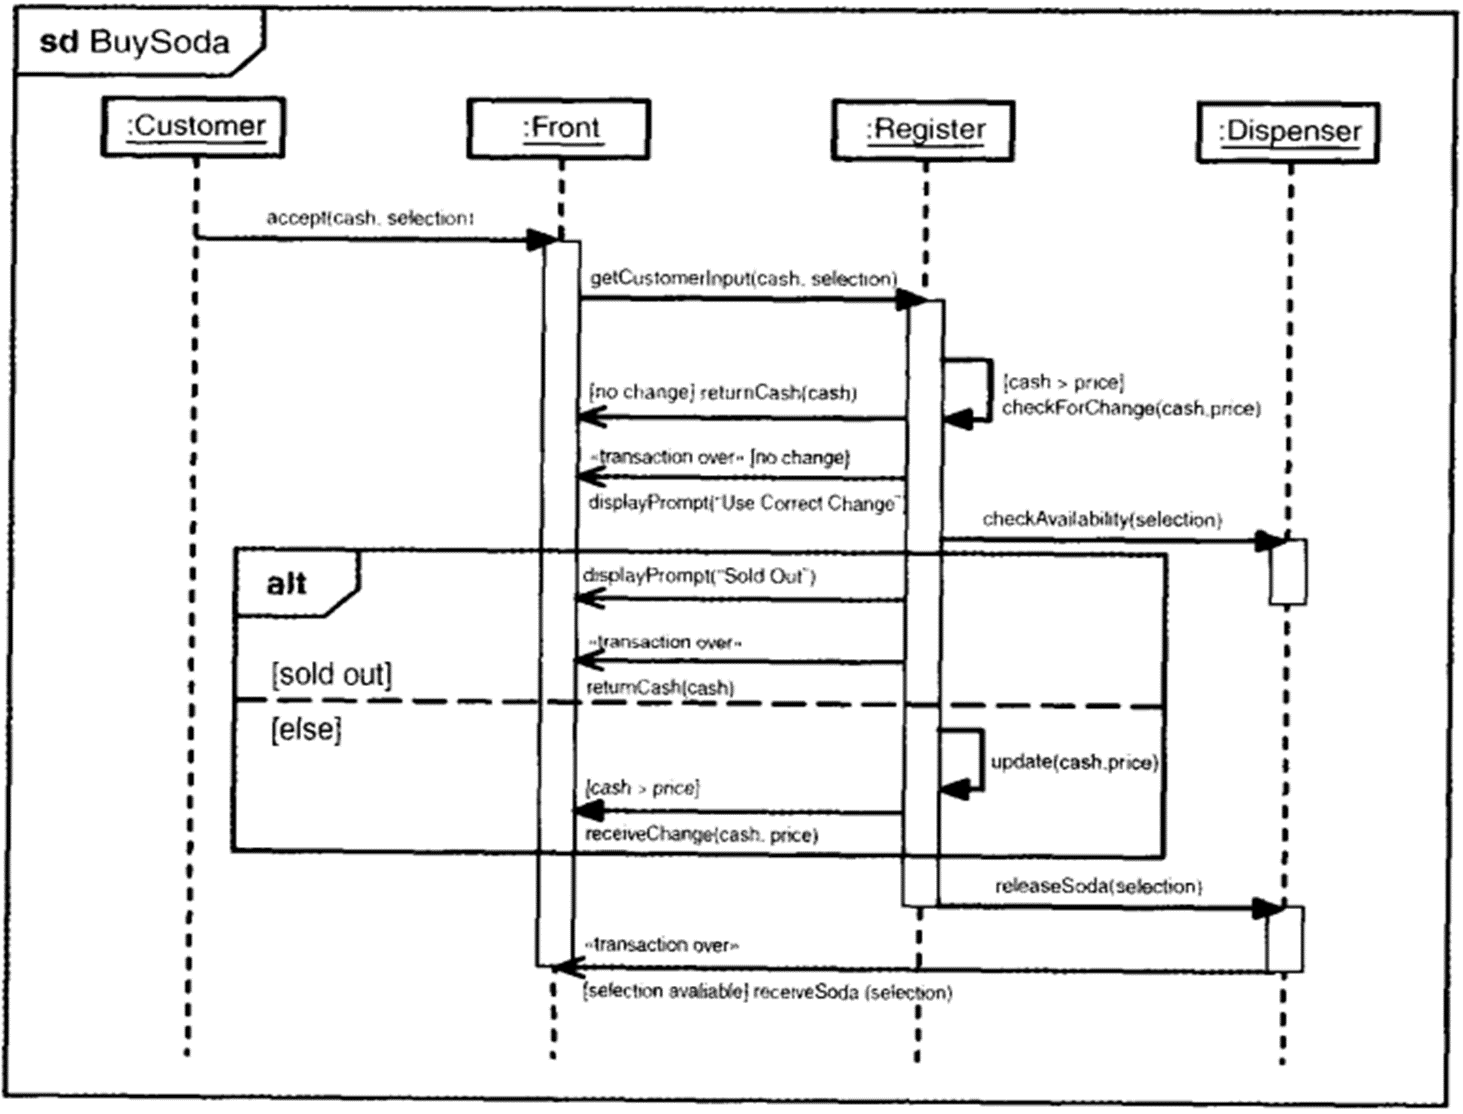 sd BuySoda
:Customer
:Front
:Register
:Dispenser
accept(cash, selection)
getCustomerInput(cash, selection)
[cash > price]
checkForChange(cash,price)
[no change] returnCash(cash)
«transaction over» [no change]
displayPrompt("Use Correct Change"
checkAvailability(selection)
alt
displayPrompt("Sold Out")
«transaction over»
[sold out]
returnCash(cash)
[else]
update(cash,price)
[cash > price]
receiveChange(cash, price)
releaseSoda(selection)
«transaction over»
[selection avaliable] receiveSoda (selection)